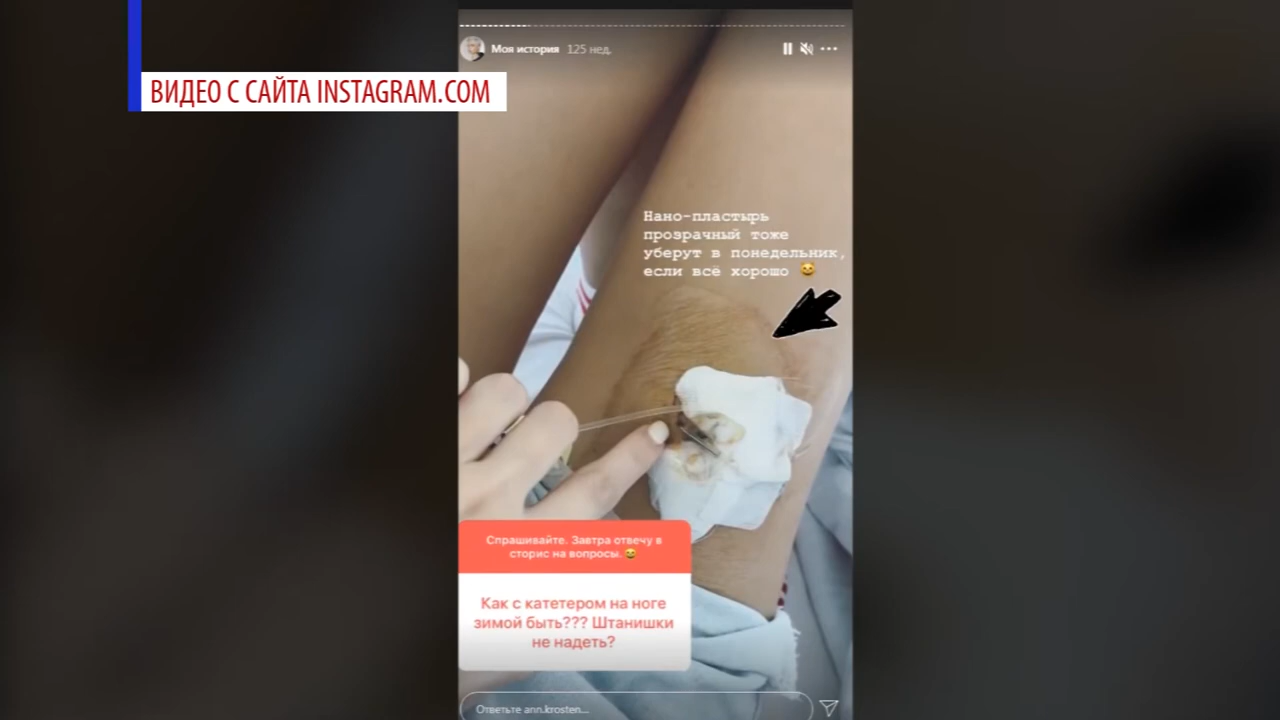 ВИДЕО С САЙТА INSTAGRAM.COM
Моя история 125 нед.
Нано-пластырь
прозрачный тоже
уберут в понедельник,
если всё хорошо 😄
Спрашивайте. Завтра отвечу в
сторис на вопросы. 😄
Как с катетером на ноге
зимой быть??? Штанишки
не надеть?
Ответьте ann.krosten...